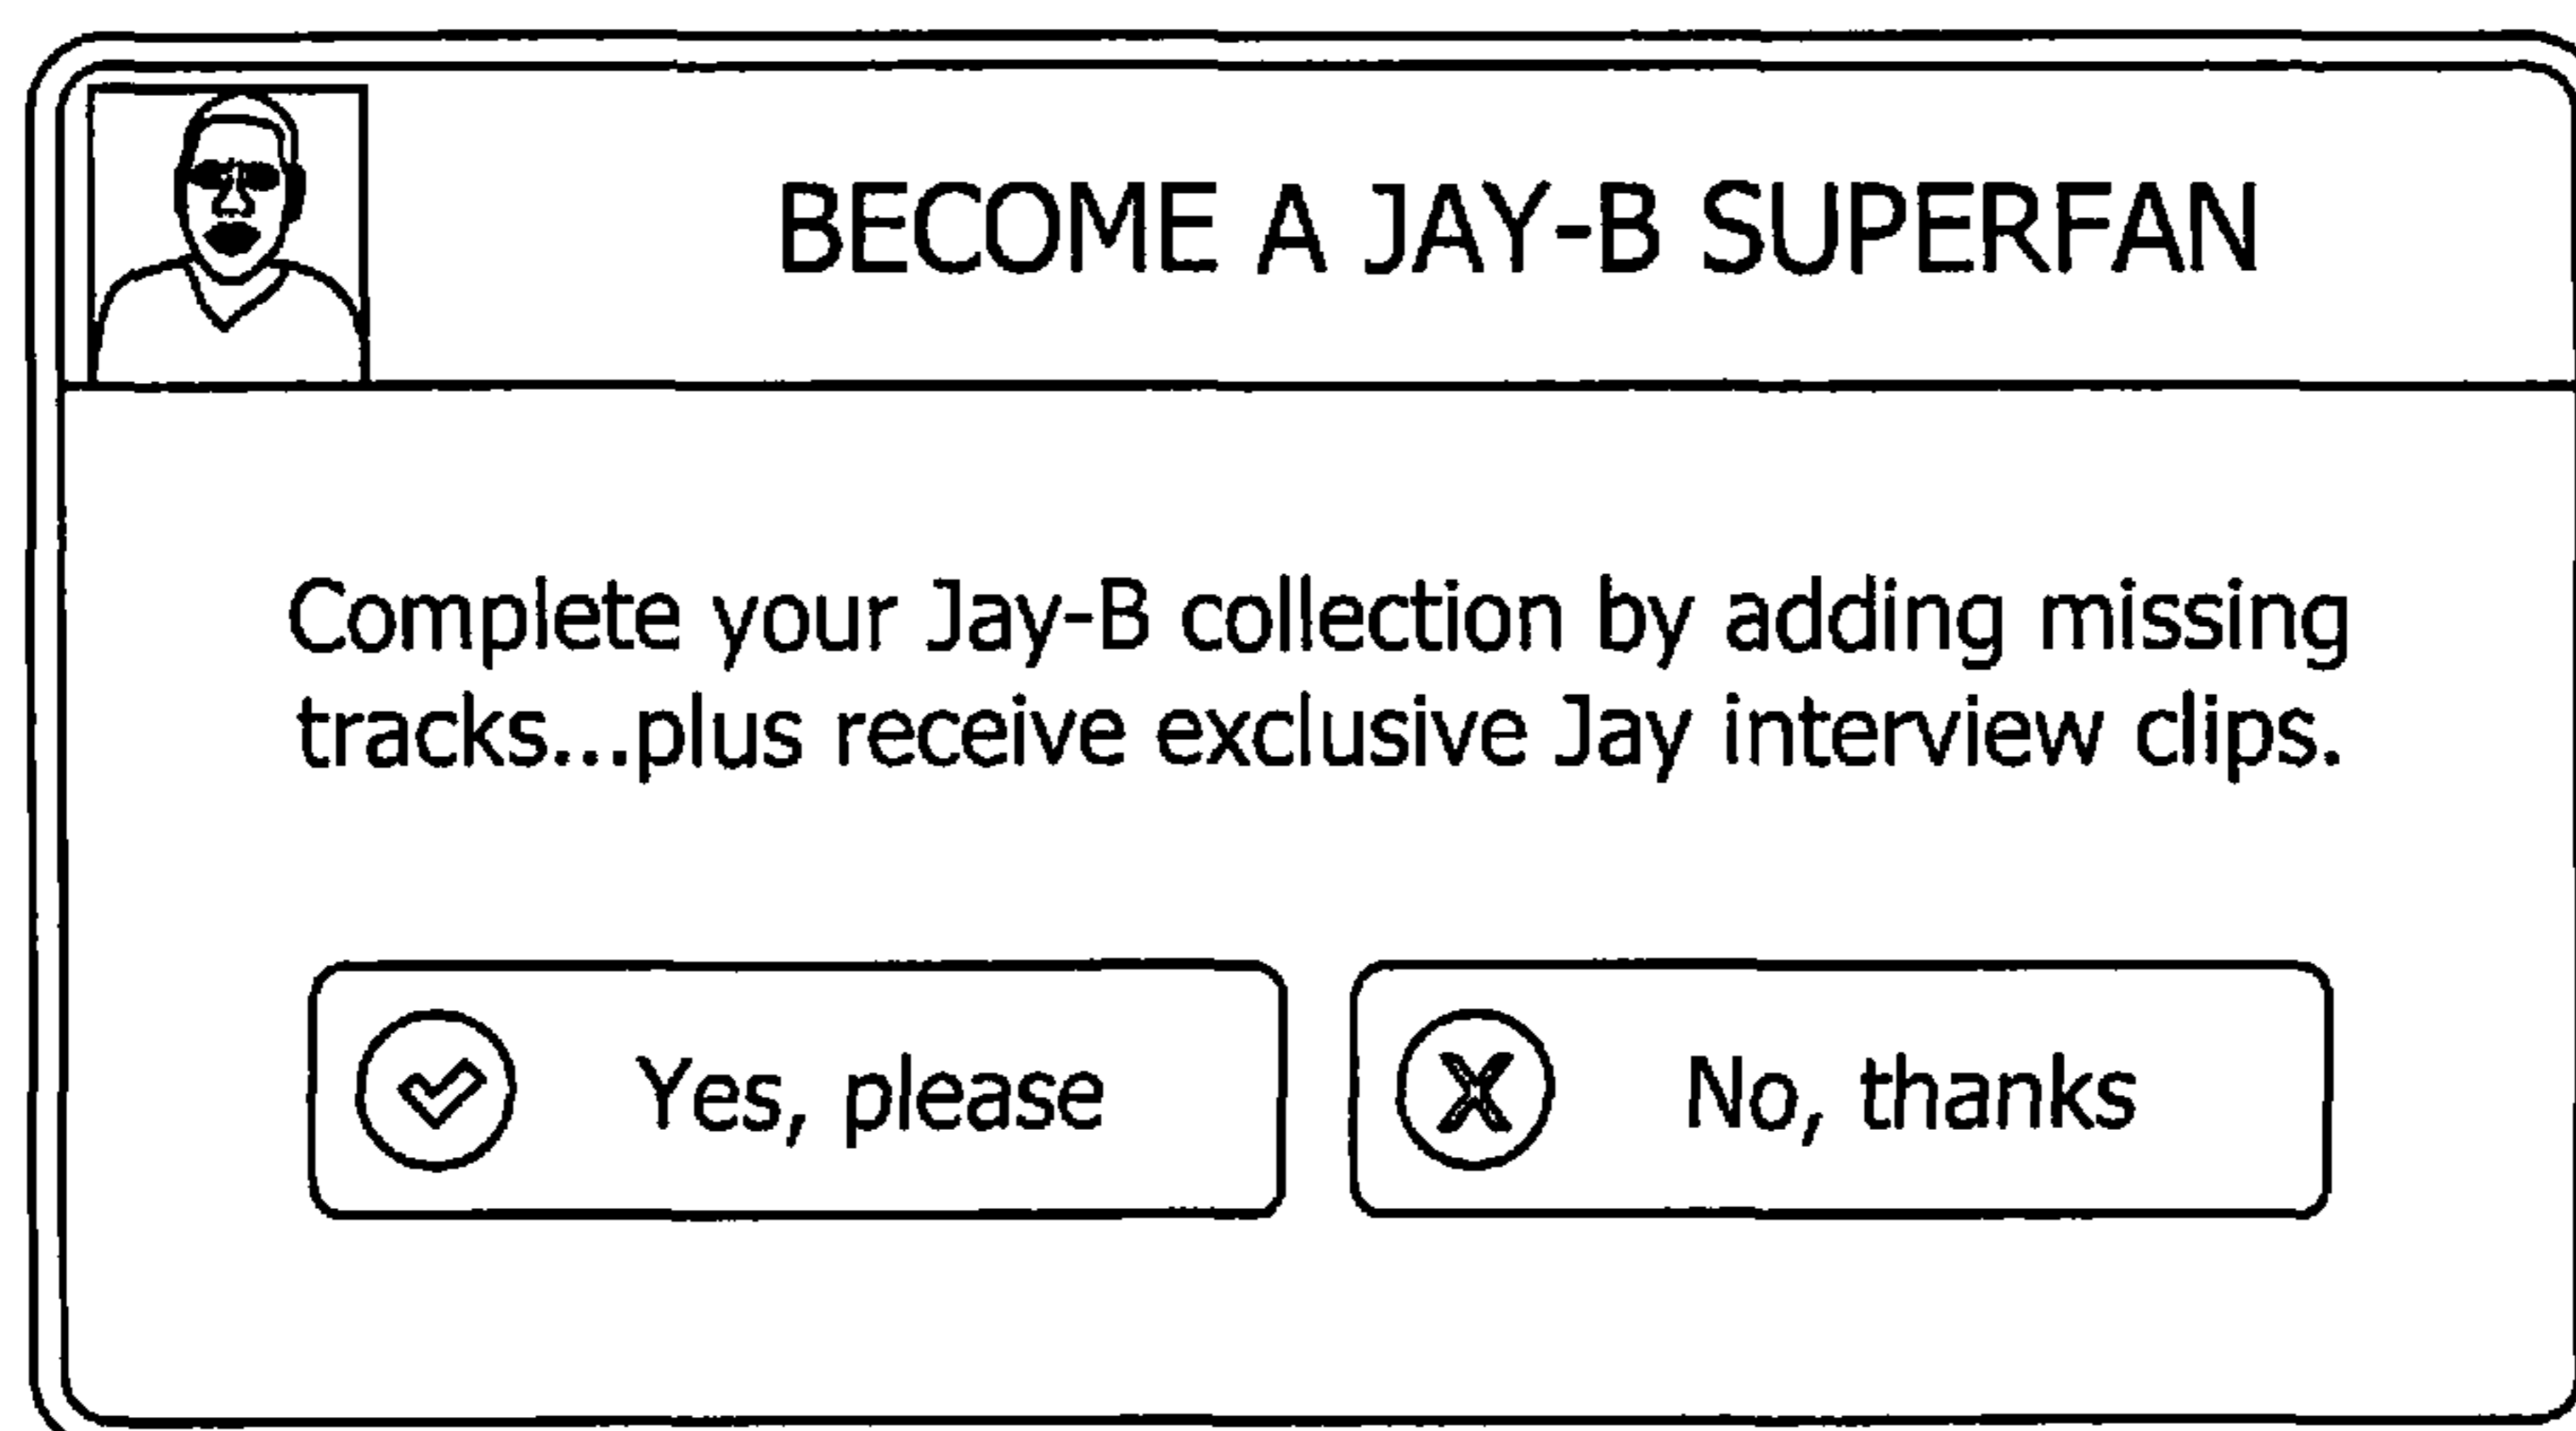 BECOME A JAY-B SUPERFAN
Complete your Jay-B collection by adding missing
tracks...plus receive exclusive Jay interview clips.
Yes, please
No, thanks